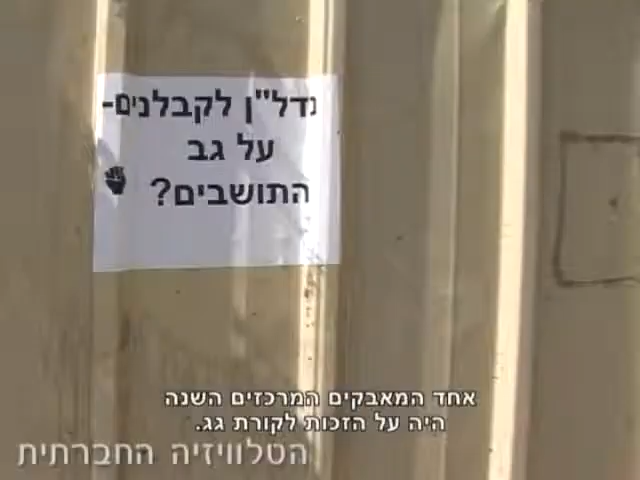 נדל"ן לקבלנים-
על גב
התושבים?
אחד המאבקים המרכזים השנה
היה על הזכות לקורת גג.
הטלוויזיה החברתית